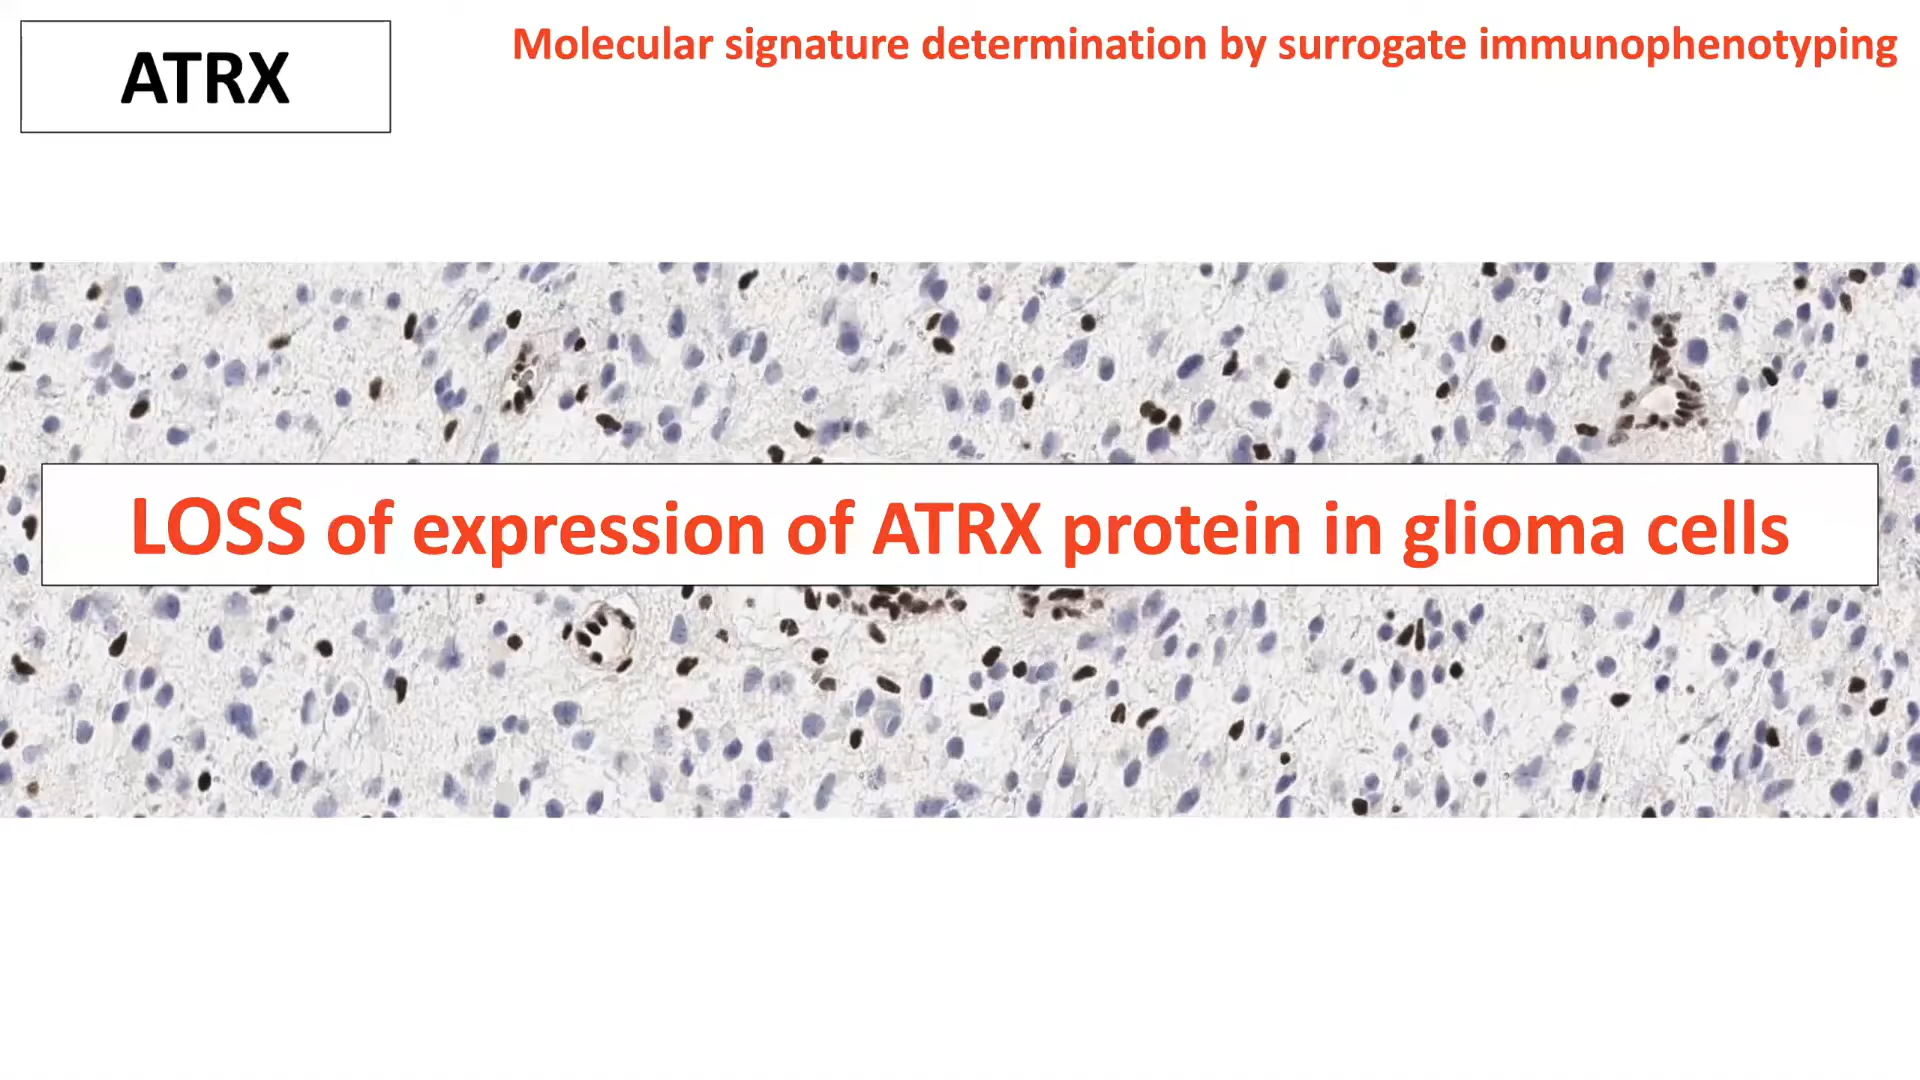 ATRX
Molecular signature determination by surrogate immunophenotyping
LOSS of expression of ATRX protein in glioma cells